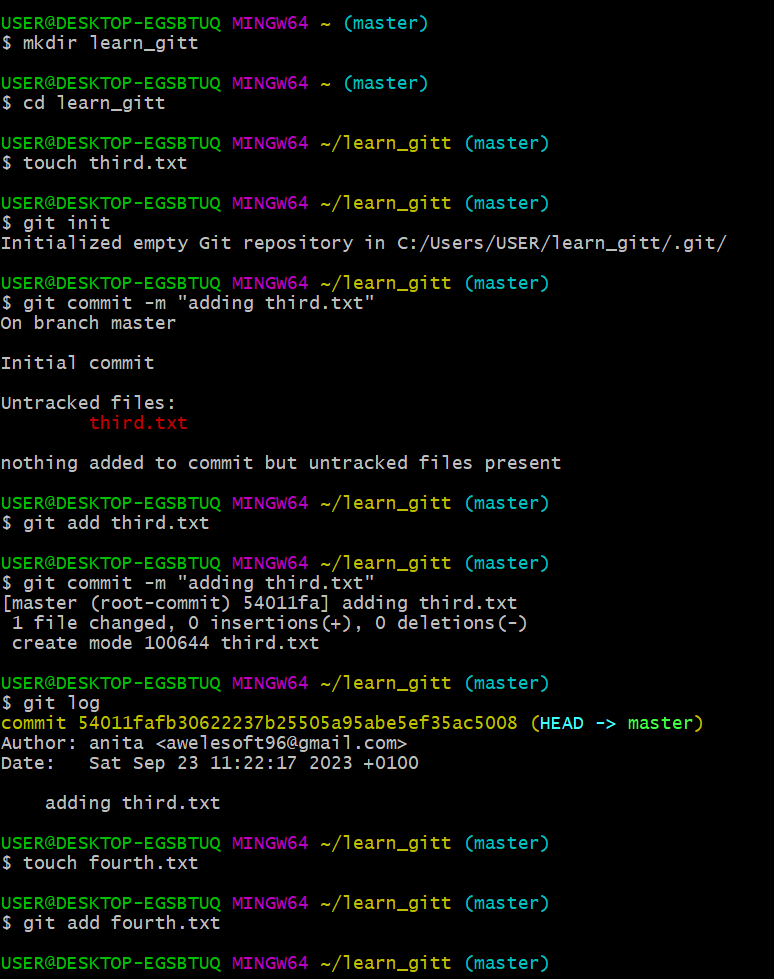 USER@DESKTOP-EGSBTUQ MINGW64 ~ (master)
$ mkdir learn_gitt
USER@DESKTOP-EGSBTUQ MINGW64 ~ (master)
$ cd learn_gitt
USER@DESKTOP-EGSBTUQ MINGW64 ~/learn_gitt (master)
$ touch third.txt
USER@DESKTOP-EGSBTUQ MINGW64 ~/learn_gitt (master)
$ git init
Initialized empty Git repository in C:/Users/USER/learn_gitt/.git/
USER@DESKTOP-EGSBTUQ MINGW64 ~/learn_gitt (master)
$ git commit -m "adding third.txt"
On branch master
Initial commit
Untracked files:
        third.txt
nothing added to commit but untracked files present
USER@DESKTOP-EGSBTUQ MINGW64 ~/learn_gitt (master)
$ git add third.txt
USER@DESKTOP-EGSBTUQ MINGW64 ~/learn_gitt (master)
$ git commit -m "adding third.txt"
[master (root-commit) 54011fa] adding third.txt
 1 file changed, 0 insertions(+), 0 deletions(-)
 create mode 100644 third.txt
USER@DESKTOP-EGSBTUQ MINGW64 ~/learn_gitt (master)
$ git log
commit 54011fafb30622237b25505a95abe5ef35ac5008 (HEAD -> master)
Author: anita <awelesoft96@gmail.com>
Date:   Sat Sep 23 11:22:17 2023 +0100
    adding third.txt
USER@DESKTOP-EGSBTUQ MINGW64 ~/learn_gitt (master)
$ touch fourth.txt
USER@DESKTOP-EGSBTUQ MINGW64 ~/learn_gitt (master)
$ git add fourth.txt
USER@DESKTOP-EGSBTUQ MINGW64 ~/learn_gitt (master)